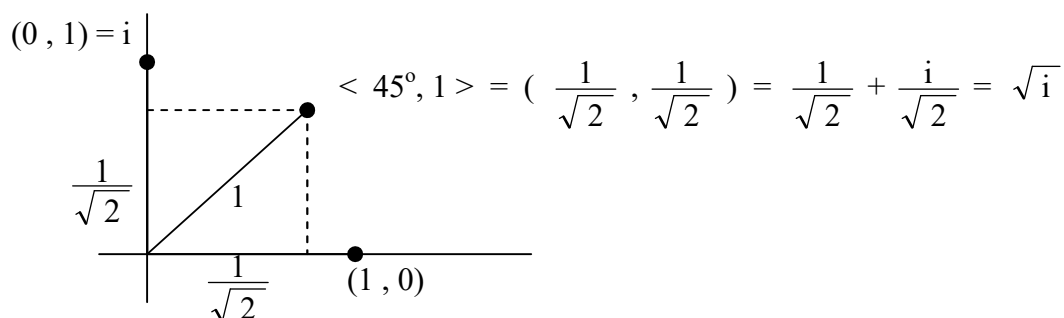 (0 , 1) = i
< 45°, 1 > = ( 1/√2 , 1/√2 ) = 1/√2 + i/√2 = √i
1/√2
1
1/√2
(1 , 0)